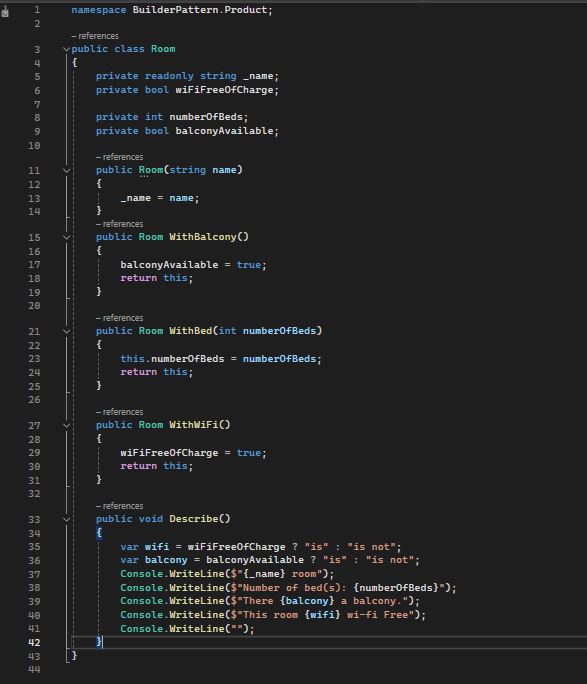 1 namespace BuilderPattern.Product;
2
– references
3 public class Room
4 {
5 private readonly string _name;
6 private bool wiFiFreeOfCharge;
7
8 private int numberOfBeds;
9 private bool balconyAvailable;
10
– references
11 public Room(string name)
12 {
13 _name = name;
14 }
– references
15 public Room WithBalcony()
16 {
17 balconyAvailable = true;
18 return this;
19 }
20
– references
21 public Room WithBed(int numberOfBeds)
22 {
23 this.numberOfBeds = numberOfBeds;
24 return this;
25 }
26
– references
27 public Room WithWiFi()
28 {
29 wiFiFreeOfCharge = true;
30 return this;
31 }
32
– references
33 public void Describe()
34 {
35 var wifi = wiFiFreeOfCharge ? "is" : "is not";
36 var balcony = balconyAvailable ? "is" : "is not";
37 Console.WriteLine($"{_name} room");
38 Console.WriteLine($"Number of bed(s): {numberOfBeds}");
39 Console.WriteLine($"There {balcony} a balcony.");
40 Console.WriteLine($"This room {wifi} wi-fi Free");
41 Console.WriteLine("");
42 }
43 }
44